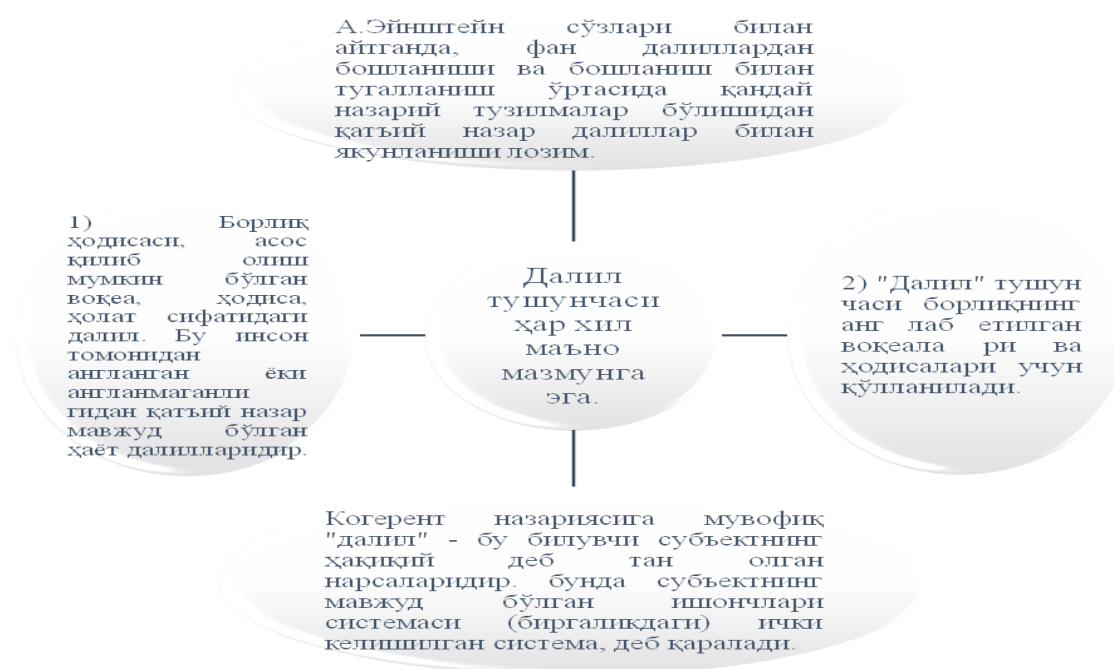 А.Эйнштейн сўзлари билан
айтганда, фан далиллардан
бошланиши ва бошланиш билан
тугалланиш ўртасида қандай
назарий тузилмалар бўлишидан
қатъий назар далиллар билан
якунланиши лозим.
1) Борлиқ
ҳодисаси, асос
қилиб олиш
мумкин бўлган
воқеа, ҳодиса,
ҳолат сифатидаги
далил. Бу инсон
томонидан
англанган ёки
англанмаганли
гидан қатъий назар
мавжуд бўлган
ҳаёт далилларидир.
Далил
тушунчаси
ҳар хил
маъно
мазмунга
эга.
2) "Далил" тушун
часи борлиқнинг
анг лаб етилган
воқеала ри ва
ҳодисалари учун
қўлланилади.
Когерент назариясига мувофиқ
"далил" - бу билувчи субъектнинг
ҳақиқий деб тан олган
нарсаларидир. бунда субъектнинг
мавжуд бўлган ишончлари
системаси (биргаликдаги) ички
келишилган система, деб қаралади.